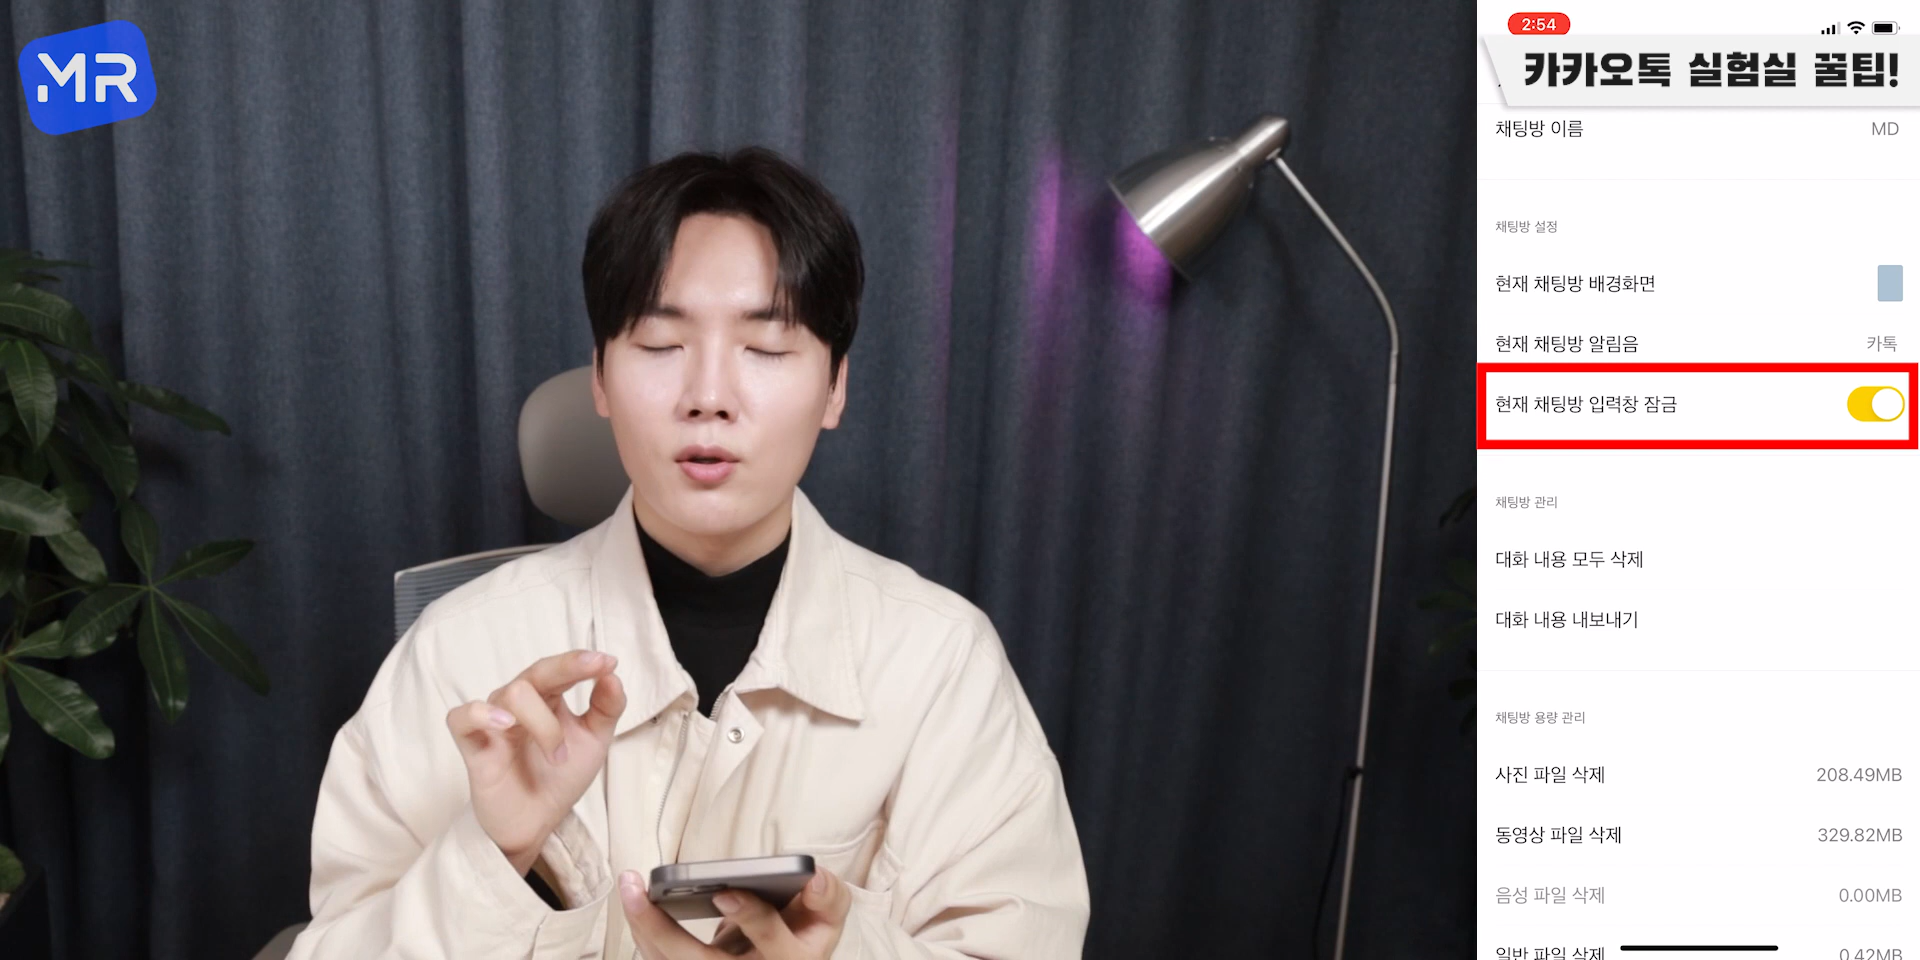 MR
2:54
카카오톡 실험실 꿀팁!
채팅방 이름 MD
채팅방 설정
현재 채팅방 배경화면
현재 채팅방 알림음 카톡
현재 채팅방 입력창 잠금
채팅방 관리
대화 내용 모두 삭제
대화 내용 내보내기
채팅방 용량 관리
사진 파일 삭제 208.49MB
동영상 파일 삭제 329.82MB
음성 파일 삭제 0.00MB
일반 파일 삭제 0.42MB